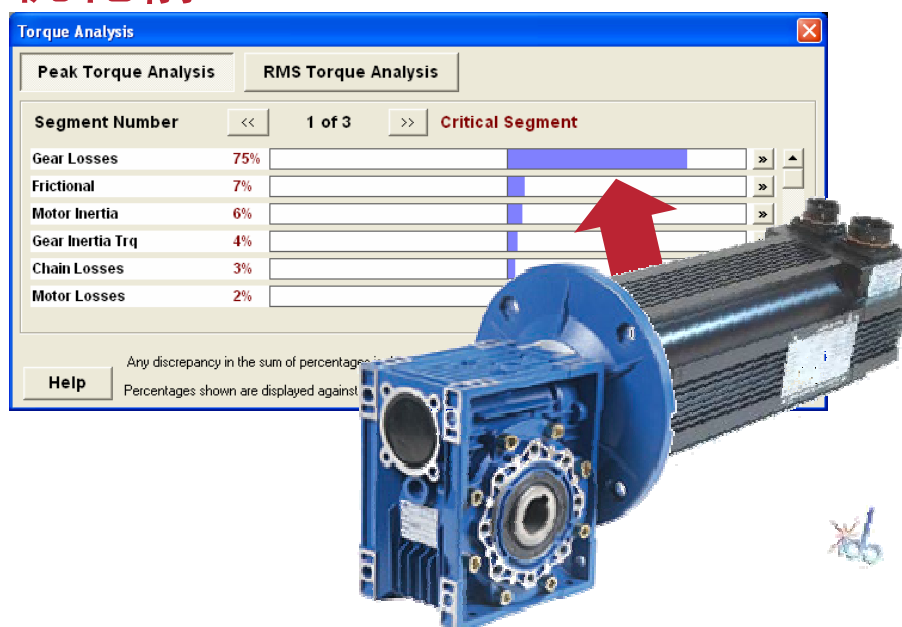 Torque Analysis
Peak Torque Analysis RMS Torque Analysis
Segment Number << 1 of 3 >> Critical Segment
Gear Losses 75% »
Frictional 7% »
Motor Inertia 6% »
Gear Inertia Trq 4%
Chain Losses 3%
Motor Losses 2%
Any discrepancy in the sum of percentages
Help
Percentages shown are displayed against